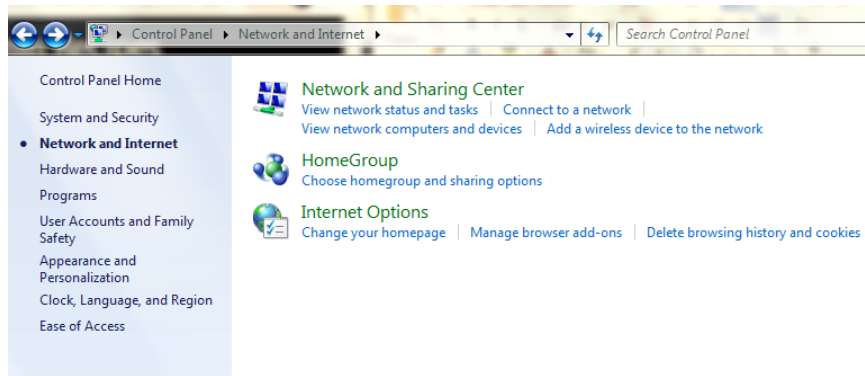 Control Panel Network and Internet Search Control Panel
Control Panel Home
System and Security
Network and Internet
Hardware and Sound
Programs
User Accounts and Family
Safety
Appearance and
Personalization
Clock, Language, and Region
Ease of Access
Network and Sharing Center
View network status and tasks Connect to a network
View network computers and devices Add a wireless device to the network
HomeGroup
Choose homegroup and sharing options
Internet Options
Change your homepage Manage browser add-ons Delete browsing history and cookies